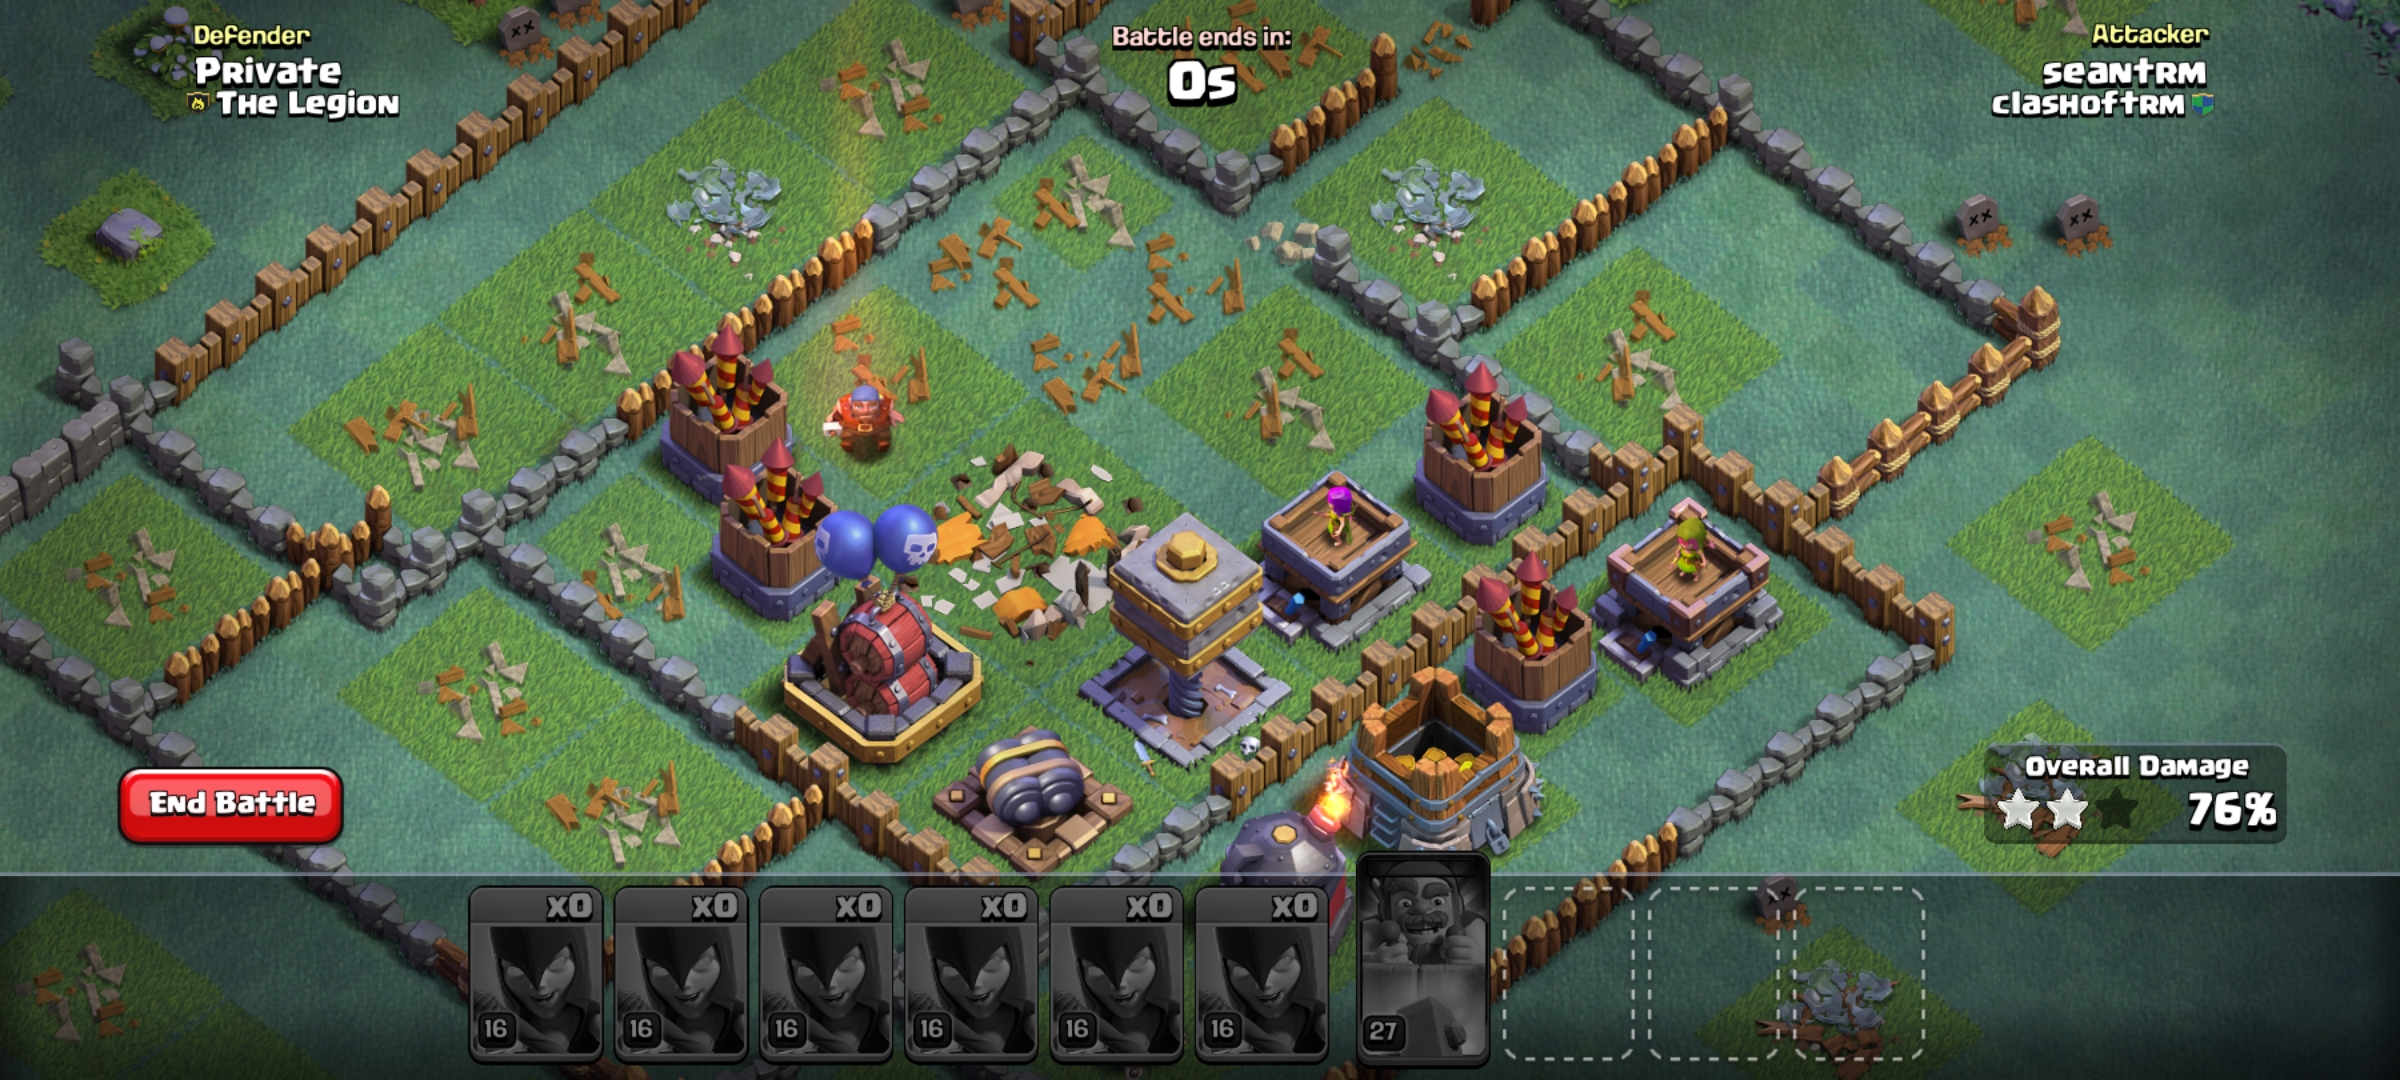 Defender
Private
The Legion
Battle ends in:
0s
Attacker
seantRM
clashoftRM
End Battle
Overall Damage
76%
x0 x0 x0 x0 x0 x0
16 16 16 16 16 16 27